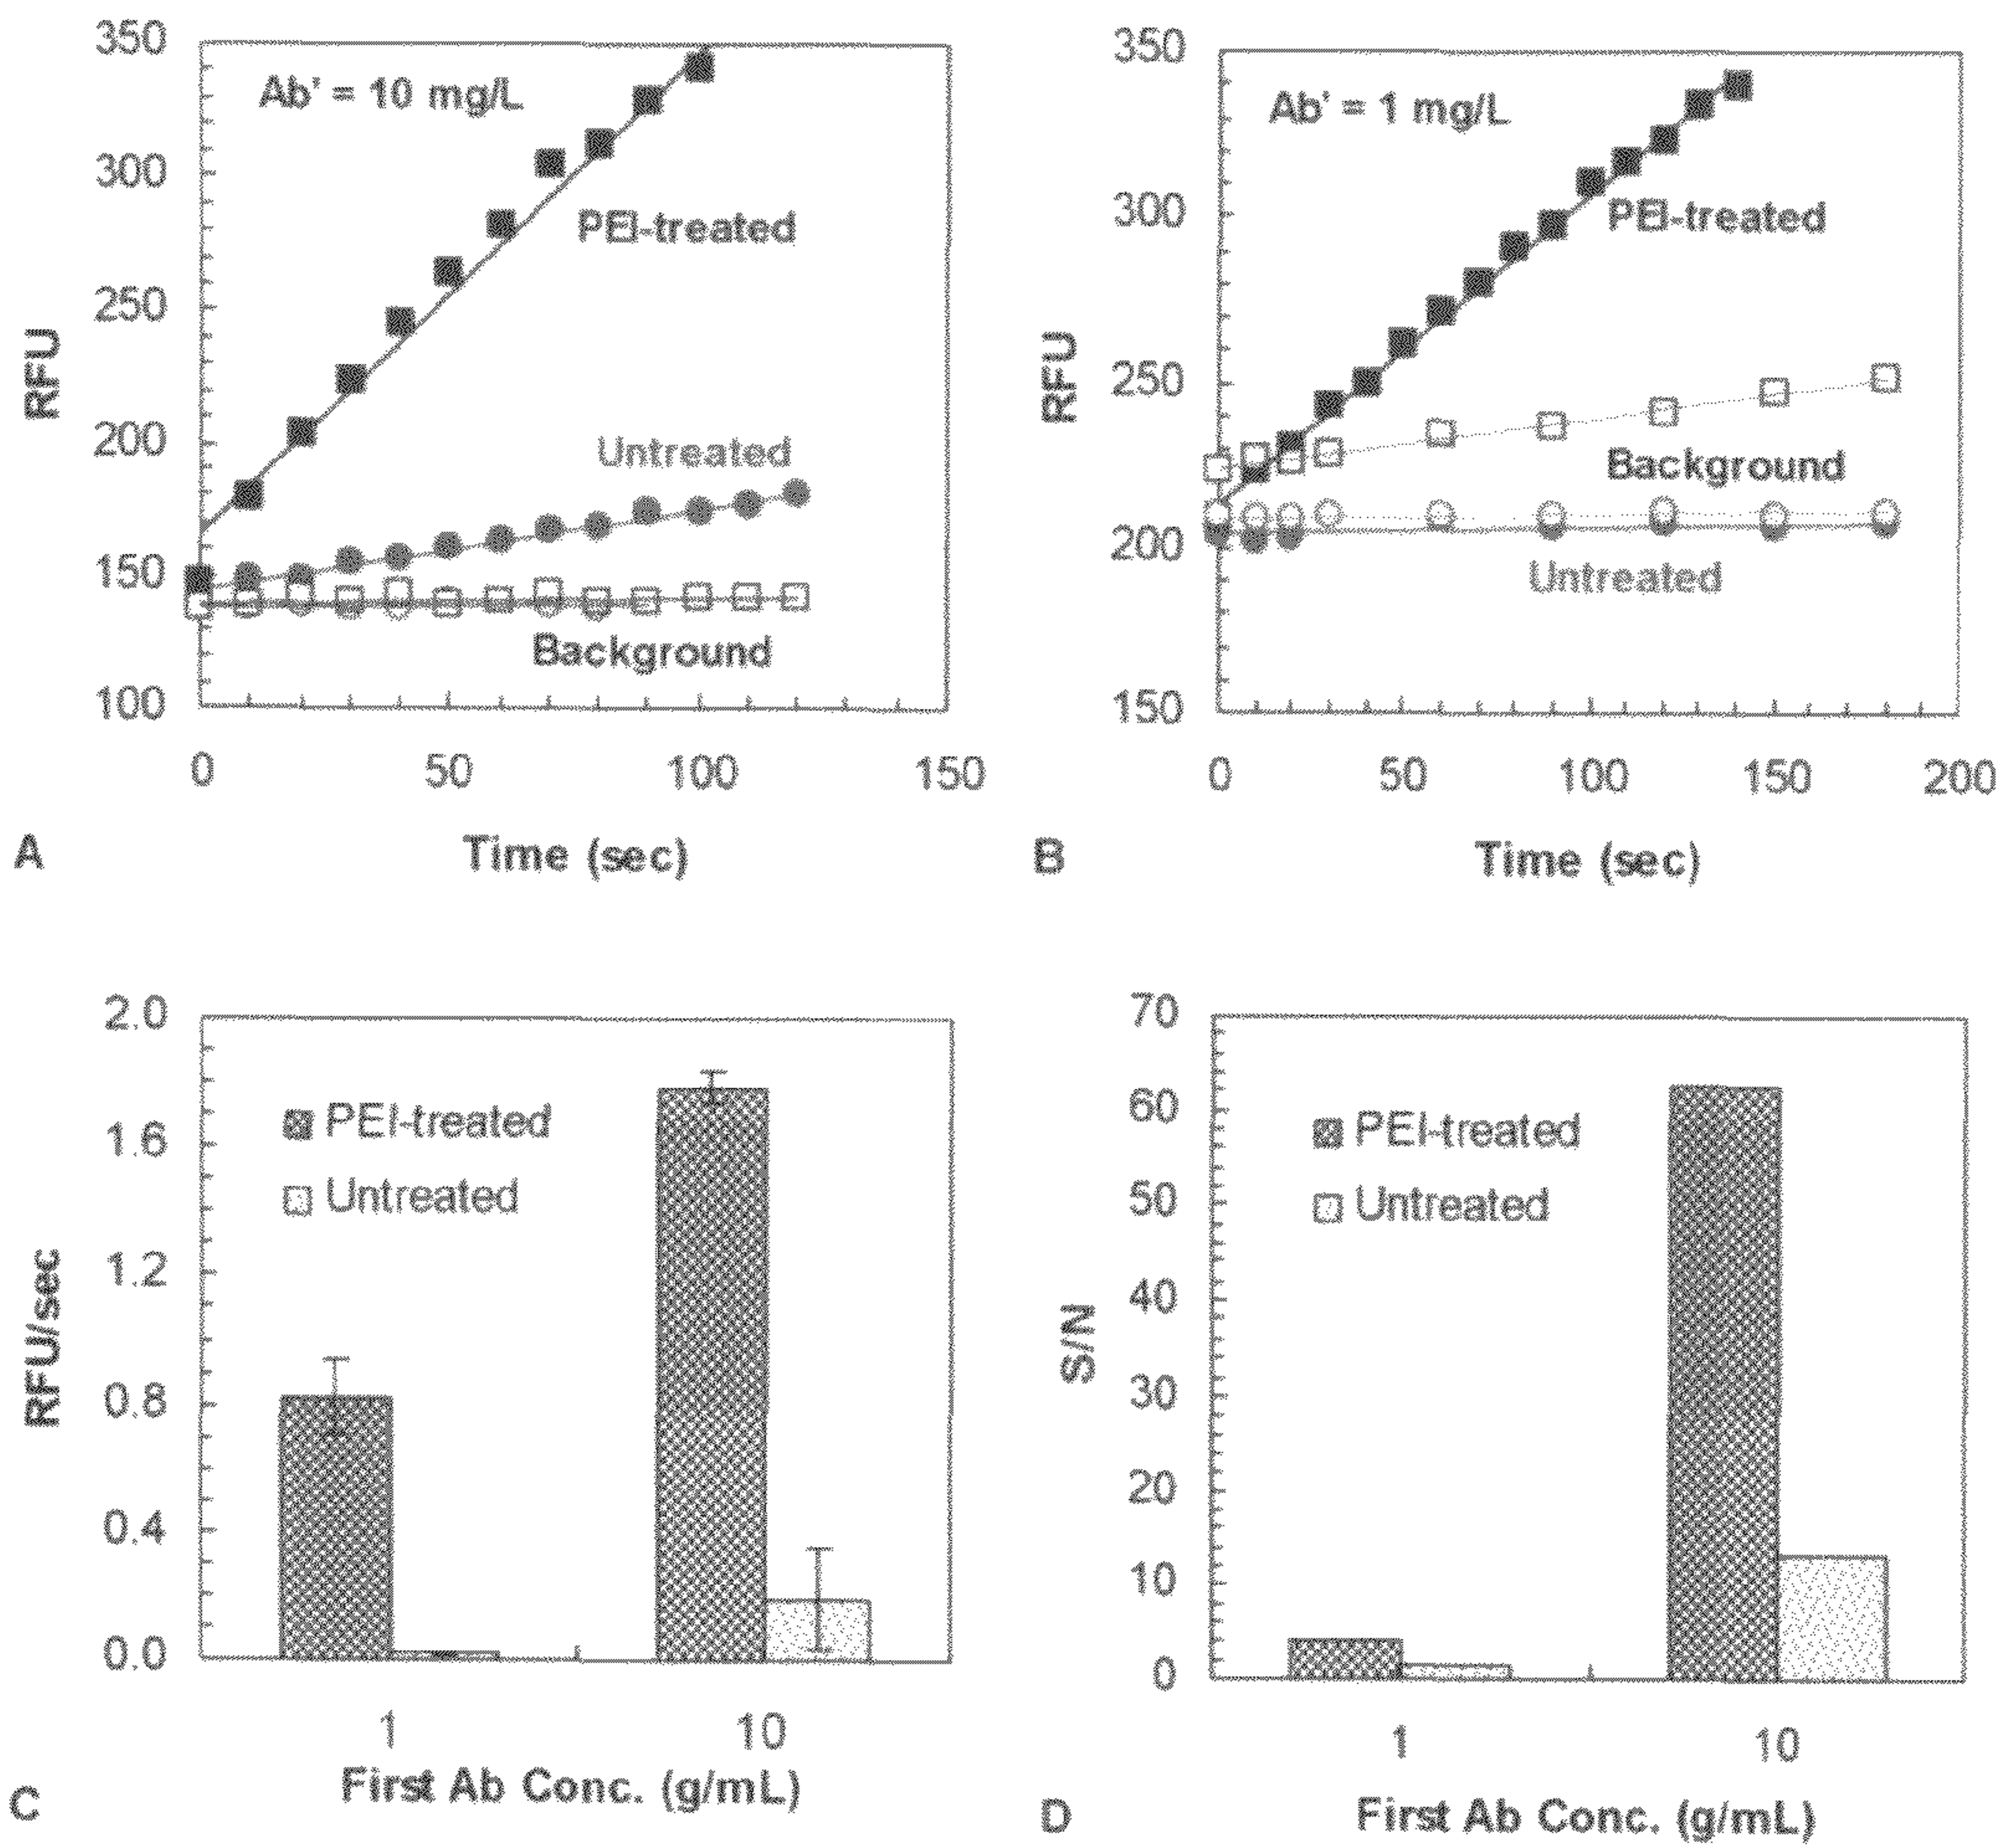 350
300
250
200
150
100
RFU
Ab' = 10 mg/L
PEI-treated
Untreated
Background
0 50 100 150
A
Time (sec)
350
300
250
200
150
RFU
Ab' = 1 mg/L
PEI-treated
Background
Untreated
0 50 100 150 200
B
Time (sec)
2.0
1.6
1.2
0.8
0.4
0.0
RFU/sec
PEI-treated
Untreated
1 10
C
First Ab Conc. (g/mL)
70
60
50
40
30
20
10
0
S/N
PEI-treated
Untreated
1 10
D
First Ab Conc. (g/mL)